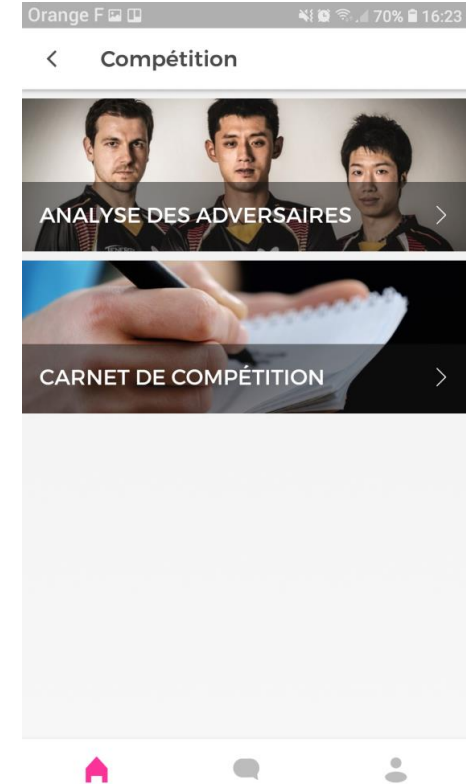 Orange F 70% 16:23
Compétition
ANALYSE DES ADVERSAIRES
CARNET DE COMPÉTITION